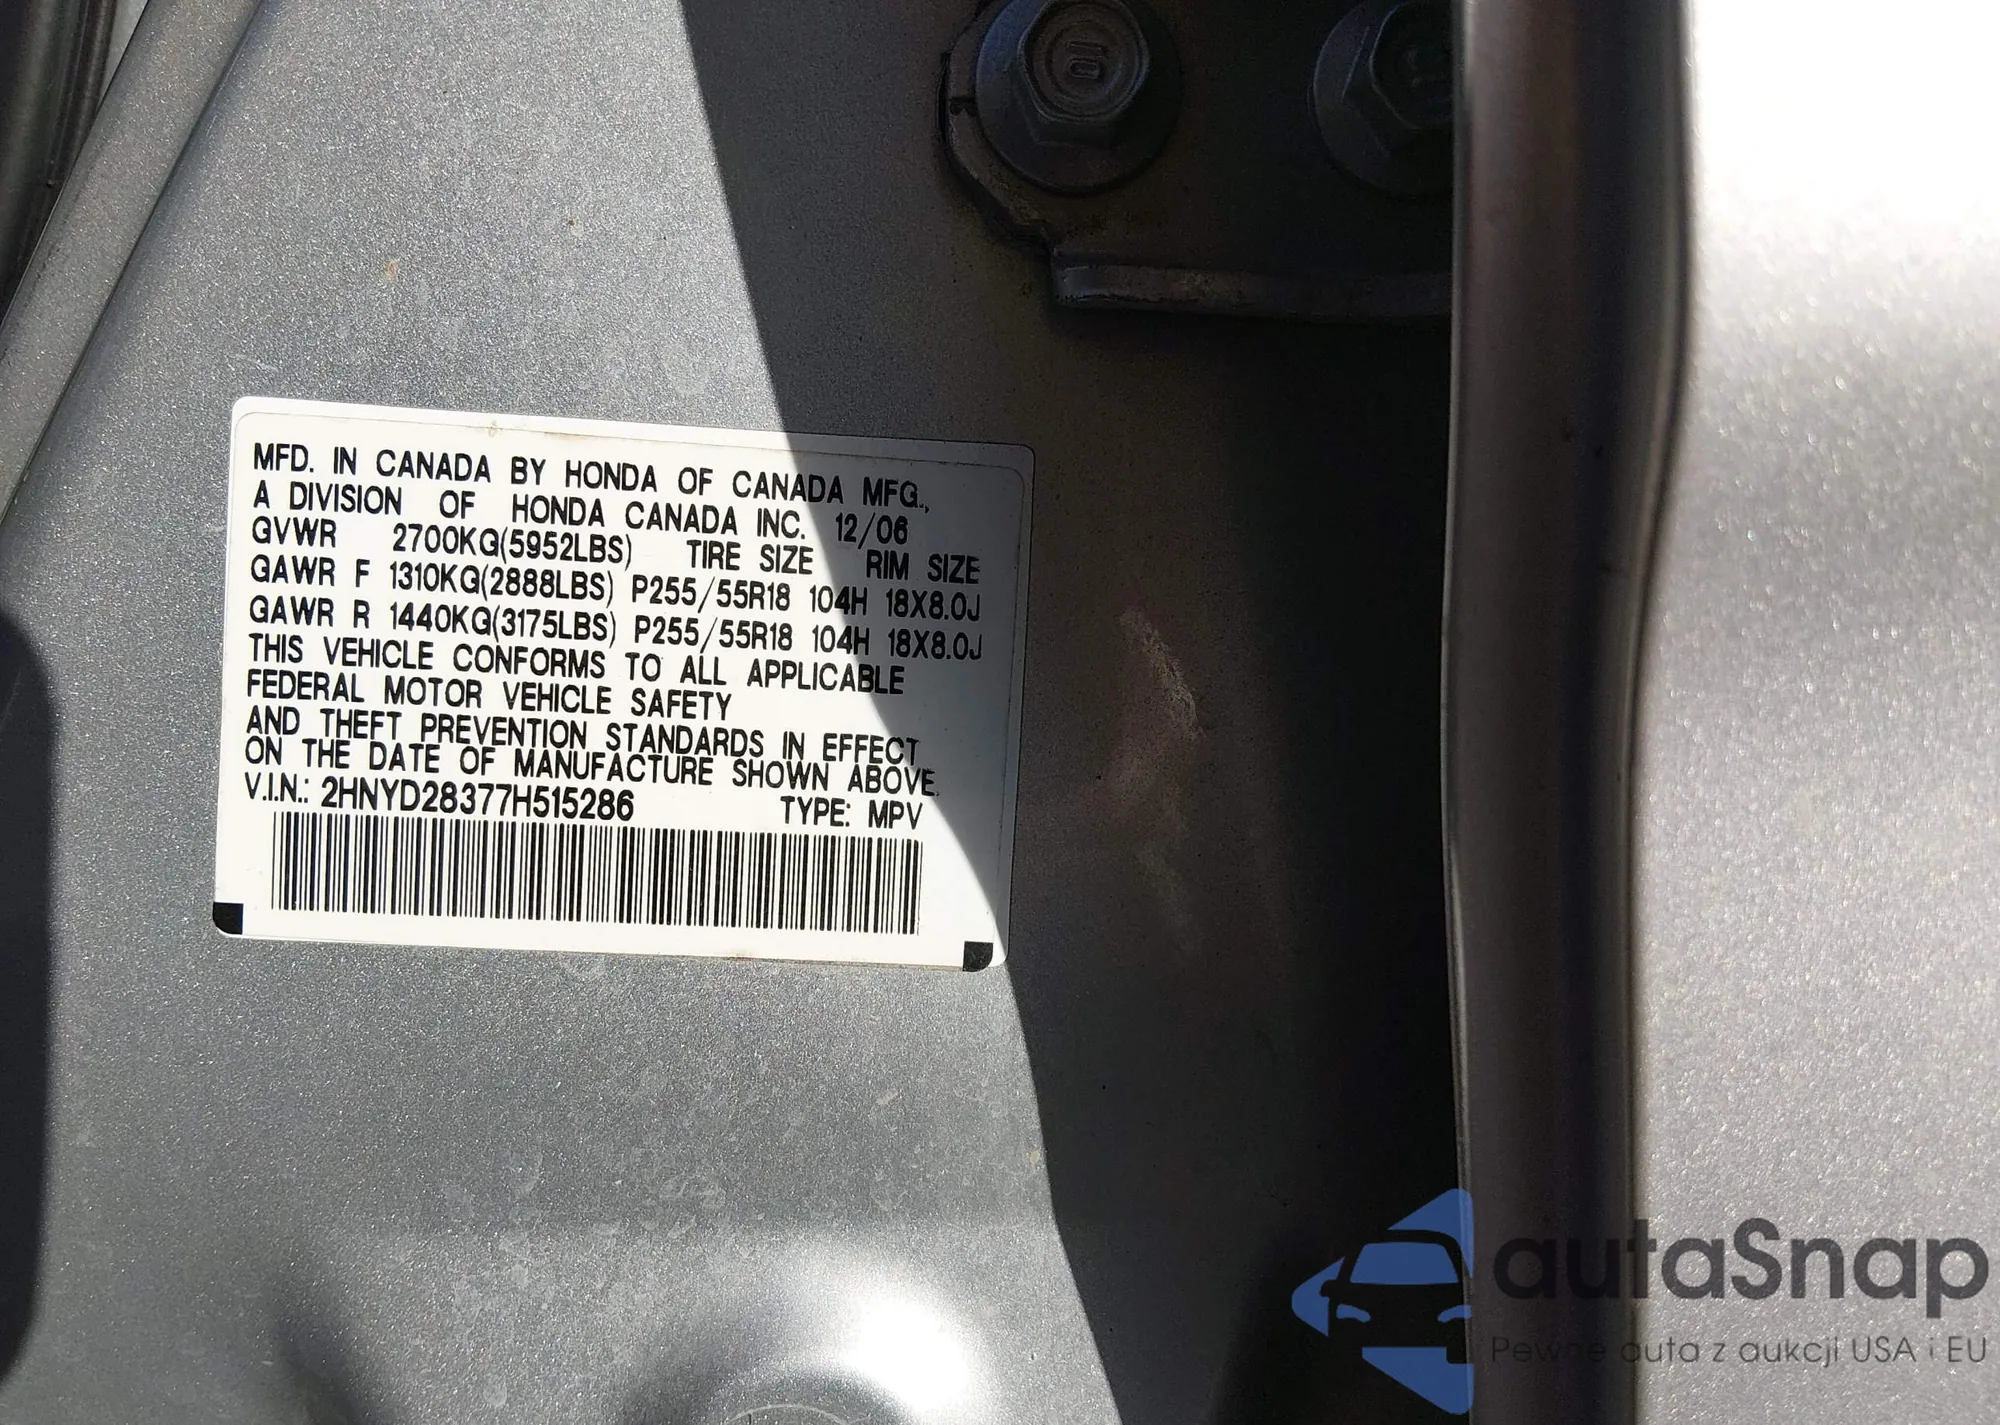 MFD. IN CANADA BY HONDA OF CANADA MFG.,
A DIVISION OF HONDA CANADA INC. 12/06
GVWR 2700KG(5952LBS) TIRE SIZE RIM SIZE
GAWR F 1310KG(2888LBS) P255/55R18 104H 18X8.0J
GAWR R 1440KG(3175LBS) P255/55R18 104H 18X8.0J
THIS VEHICLE CONFORMS TO ALL APPLICABLE
FEDERAL MOTOR VEHICLE SAFETY
AND THEFT PREVENTION STANDARDS IN EFFECT
ON THE DATE OF MANUFACTURE SHOWN ABOVE.
V.I.N.: 2HNYD28377H515286 TYPE: MPV
autaSnap
Pewne auta z aukcji USA i EU